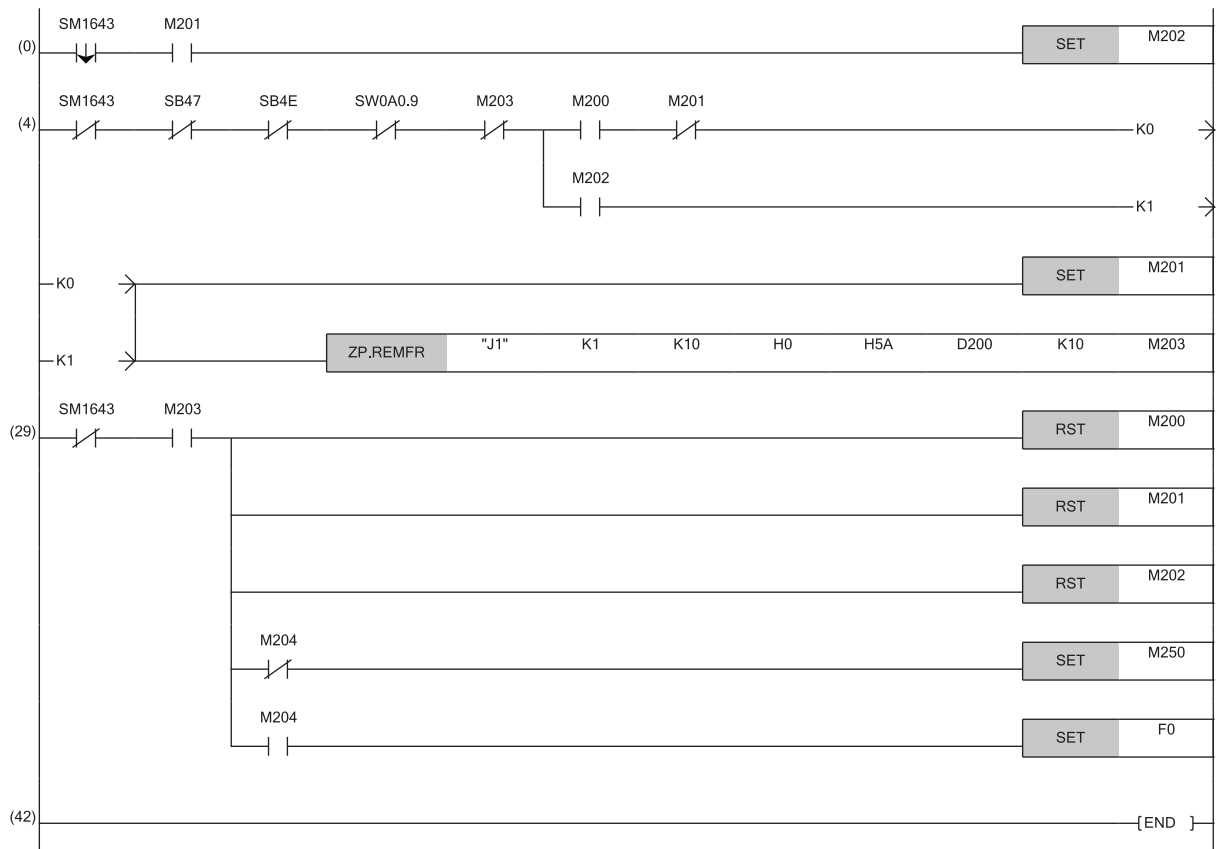 SM1643 M201
(0) SET M202
SM1643 SB47 SB4E SW0A0.9 M203 M200 M201
(4) K0
M202
K1
K0 SET M201
K1 ZP.REMFR "J1" K1 K10 H0 H5A D200 K10 M203
SM1643 M203
(29) RST M200
RST M201
RST M202
M204
SET M250
M204
SET F0
(42) [END ]